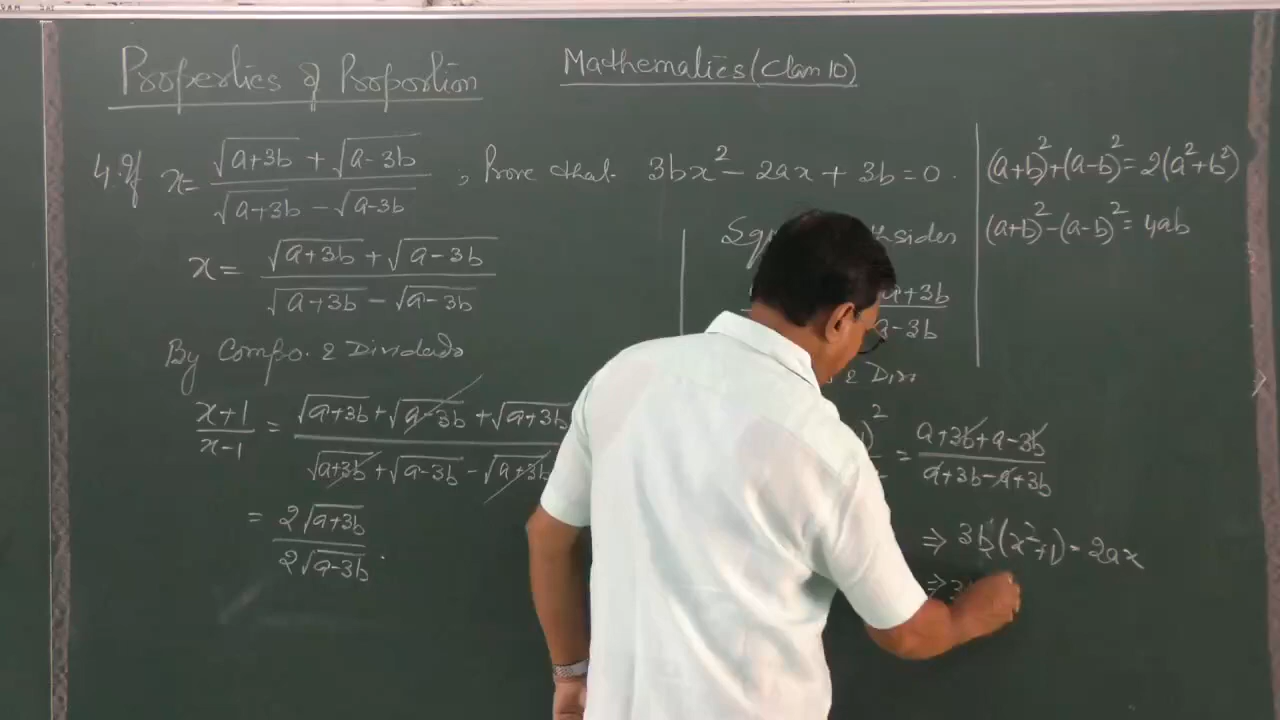 Properties of Proportion
Mathematics (Class 10)
4. If x = (√(a+3b) + √(a-3b)) / (√(a+3b) - √(a-3b)), Prove that 3bx² - 2ax + 3b = 0.
x = (√(a+3b) + √(a-3b)) / (√(a+3b) - √(a-3b))
By Compo. & Dividendo
(x+1)/(x-1) = (√(a+3b) + √(a-3b) + √(a+3b) / (√(a+3b) + √(a-3b) - √(a+3b)
= 2√(a+3b) / 2√(a-3b).
sides
a+3b / a-3b
& Div
)² = (a+3b+a-3b) / (a+3b-a+3b)
⇒ 3b(x²+1) = 2ax
⇒ 3
(a+b)² + (a-b)² = 2(a²+b²)
(a+b)² - (a-b)² = 4ab